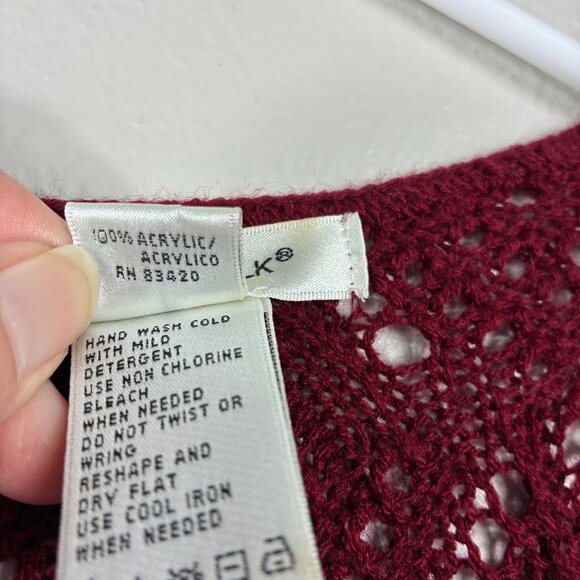 100% ACRYLIC/
ACRYLICO
RN 83420
LK®
HAND WASH COLD
WITH MILD
DETERGENT
USE NON CHLORINE
BLEACH
WHEN NEEDED
DO NOT TWIST OR
WRING
RESHAPE AND
DRY FLAT
USE COOL IRON
WHEN NEEDED